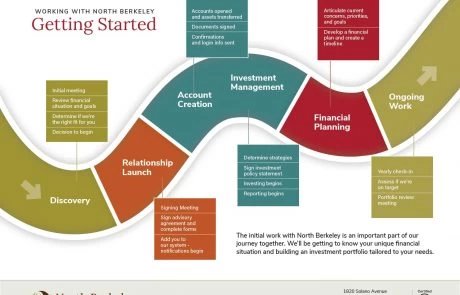 WORKING WITH NORTH BERKELEY
Getting Started
Initial meeting
Review financial
situation and goals
Determine if we're
the right fit for you
Decision to begin
Discovery
Relationship
Launch
Signing Meeting
Sign advisory
agreement and
complete forms
Add you to
our system -
notifications begin
Accounts opened
and assets transferred
Documents signed
Confirmations
and login info sent
Account
Creation
Investment
Management
Determine strategies
Sign investment
policy statement
Investing begins
Reporting begins
Articulate current
concerns, priorities,
and goals
Develop a financial
plan and create a
timeline
Financial
Planning
Ongoing
Work
Yearly check-in
Assess if we're
on target
Portfolio review
meeting
The initial work with North Berkeley is an important part of our
journey together. We'll be getting to know your unique financial
situation and building an investment portfolio tailored to your needs.
North Berkeley
1820 Solano Avenue
Certified